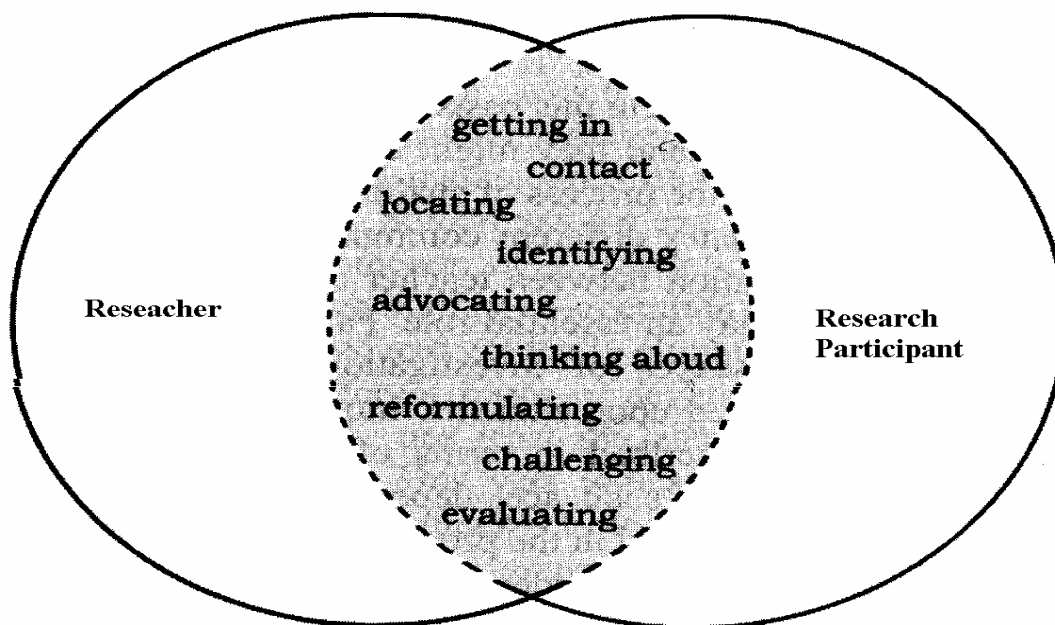 getting in
contact
locating
identifying
advocating
thinking aloud
reformulating
challenging
evaluating
Reseacher
Research
Participant